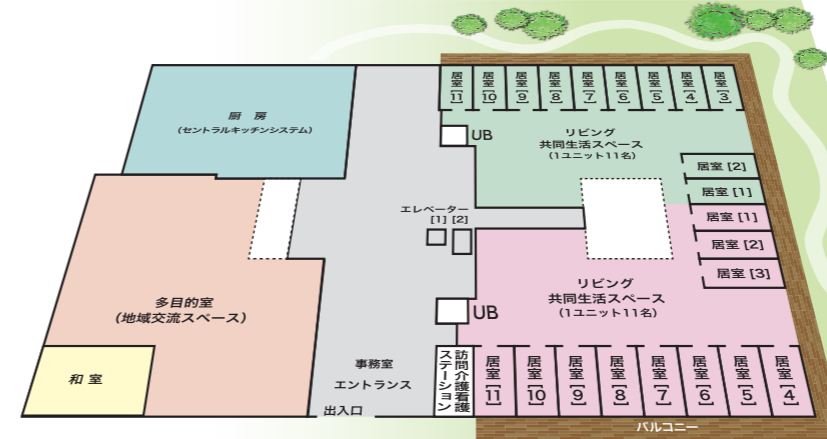 居室[11]
居室[10]
居室[9]
居室[8]
居室[7]
居室[6]
居室[5]
居室[4]
居室[3]
厨 房
(セントラルキッチンシステム)
UB
リビング
共同生活スペース
(1ユニット11名)
居室 [2]
居室 [1]
エレベーター
[1] [2]
居室 [1]
居室 [2]
居室 [3]
リビング
共同生活スペース
(1ユニット11名)
多目的室
(地域交流スペース)
UB
和 室
事務室
エントランス
出入口
訪問介護看護
ステーション
居室[11]
居室[10]
居室[9]
居室[8]
居室[7]
居室[6]
居室[5]
居室[4]
バルコニー